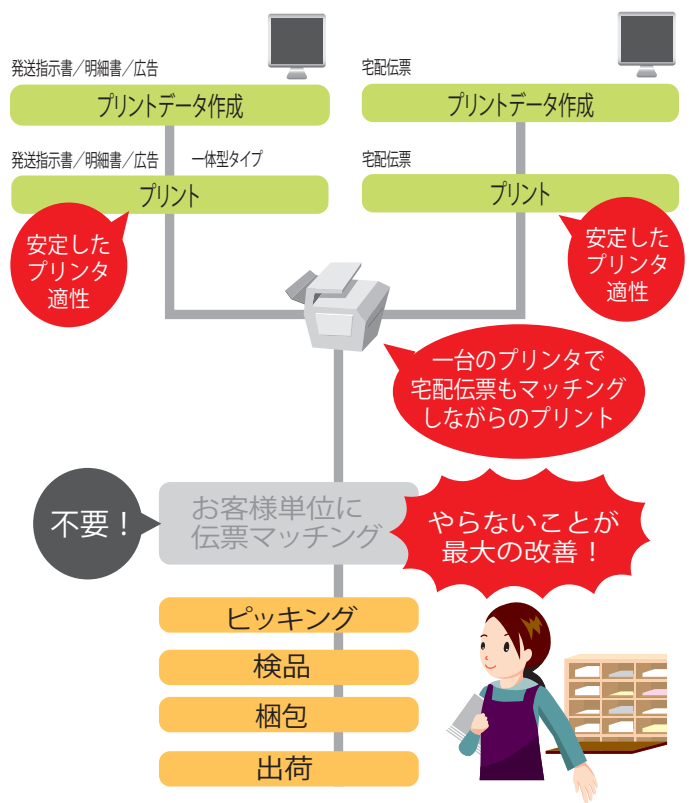 発送指示書／明細書／広告
プリントデータ作成
宅配伝票
プリントデータ作成
発送指示書／明細書／広告　一体型タイプ
プリント
宅配伝票
プリント
安定した
プリンタ
適性
安定した
プリンタ
適性
一台のプリンタで
宅配伝票もマッチング
しながらのプリント
不要！
お客様単位に
伝票マッチング
やらないことが
最大の改善！
ピッキング
検品
梱包
出荷